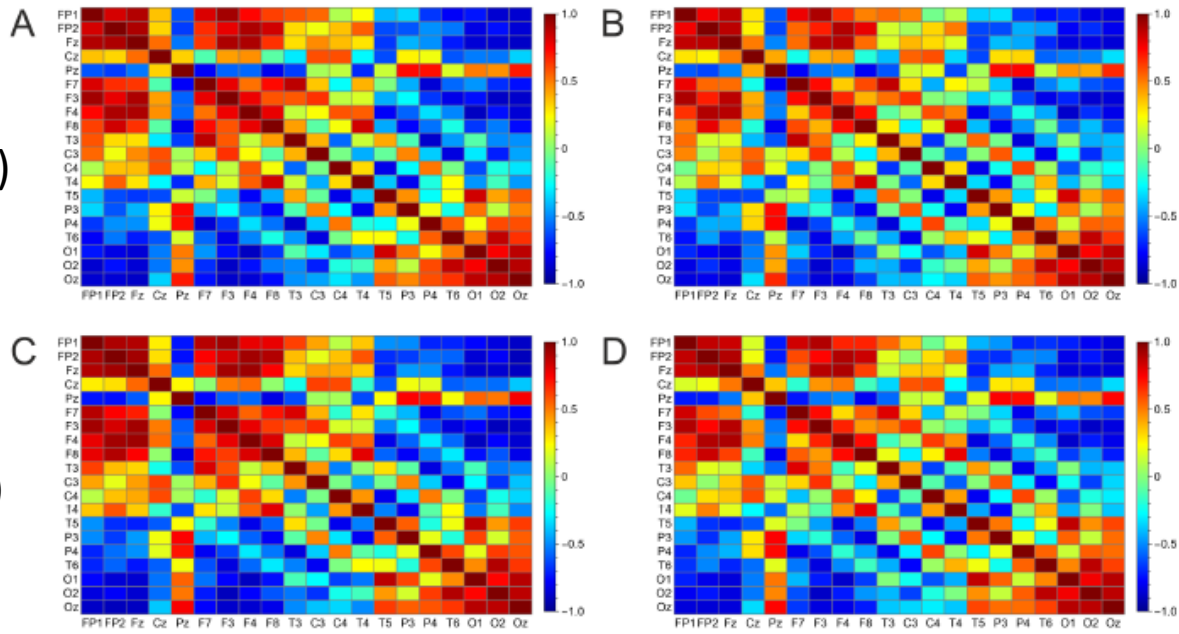 A
FP1
FP2
Fz
Cz
Pz
F7
F3
F4
F8
T3
C3
C4
T4
T5
P3
P4
T6
O1
O2
Oz
FP1 FP2 Fz Cz Pz F7 F3 F4 F8 T3 C3 C4 T4 T5 P3 P4 T6 O1 O2 Oz
1.0
0.5
0
−0.5
−1.0
B
FP1
FP2
Fz
Cz
Pz
F7
F3
F4
F8
T3
C3
C4
T4
T5
P3
P4
T6
O1
O2
Oz
FP1 FP2 Fz Cz Pz F7 F3 F4 F8 T3 C3 C4 T4 T5 P3 P4 T6 O1 O2 Oz
1.0
0.5
0
−0.5
−1.0
)
C
FP1
FP2
Fz
Cz
Pz
F7
F3
F4
F8
T3
C3
C4
T4
T5
P3
P4
T6
O1
O2
Oz
FP1 FP2 Fz Cz Pz F7 F3 F4 F8 T3 C3 C4 T4 T5 P3 P4 T6 O1 O2 Oz
1.0
0.5
0
−0.5
−1.0
D
FP1
FP2
Fz
Cz
Pz
F7
F3
F4
F8
T3
C3
C4
T4
T5
P3
P4
T6
O1
O2
Oz
FP1 FP2 Fz Cz Pz F7 F3 F4 F8 T3 C3 C4 T4 T5 P3 P4 T6 O1 O2 Oz
1.0
0.5
0
−0.5
−1.0
)